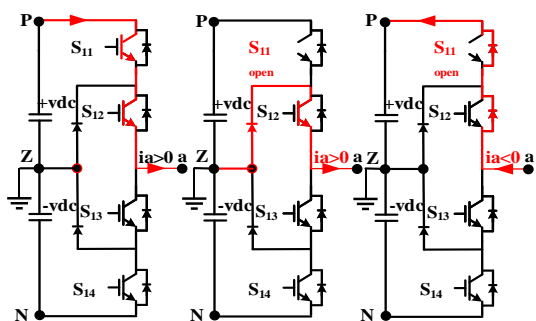 P
S11
+vdc
S12
Z
ia>0 a
-vdc
S13
S14
N
P
S11
open
+vdc
S12
Z
ia>0 a
-vdc
S13
S14
N
P
S11
open
+vdc
S12
Z
ia<0 a
-vdc
S13
S14
N